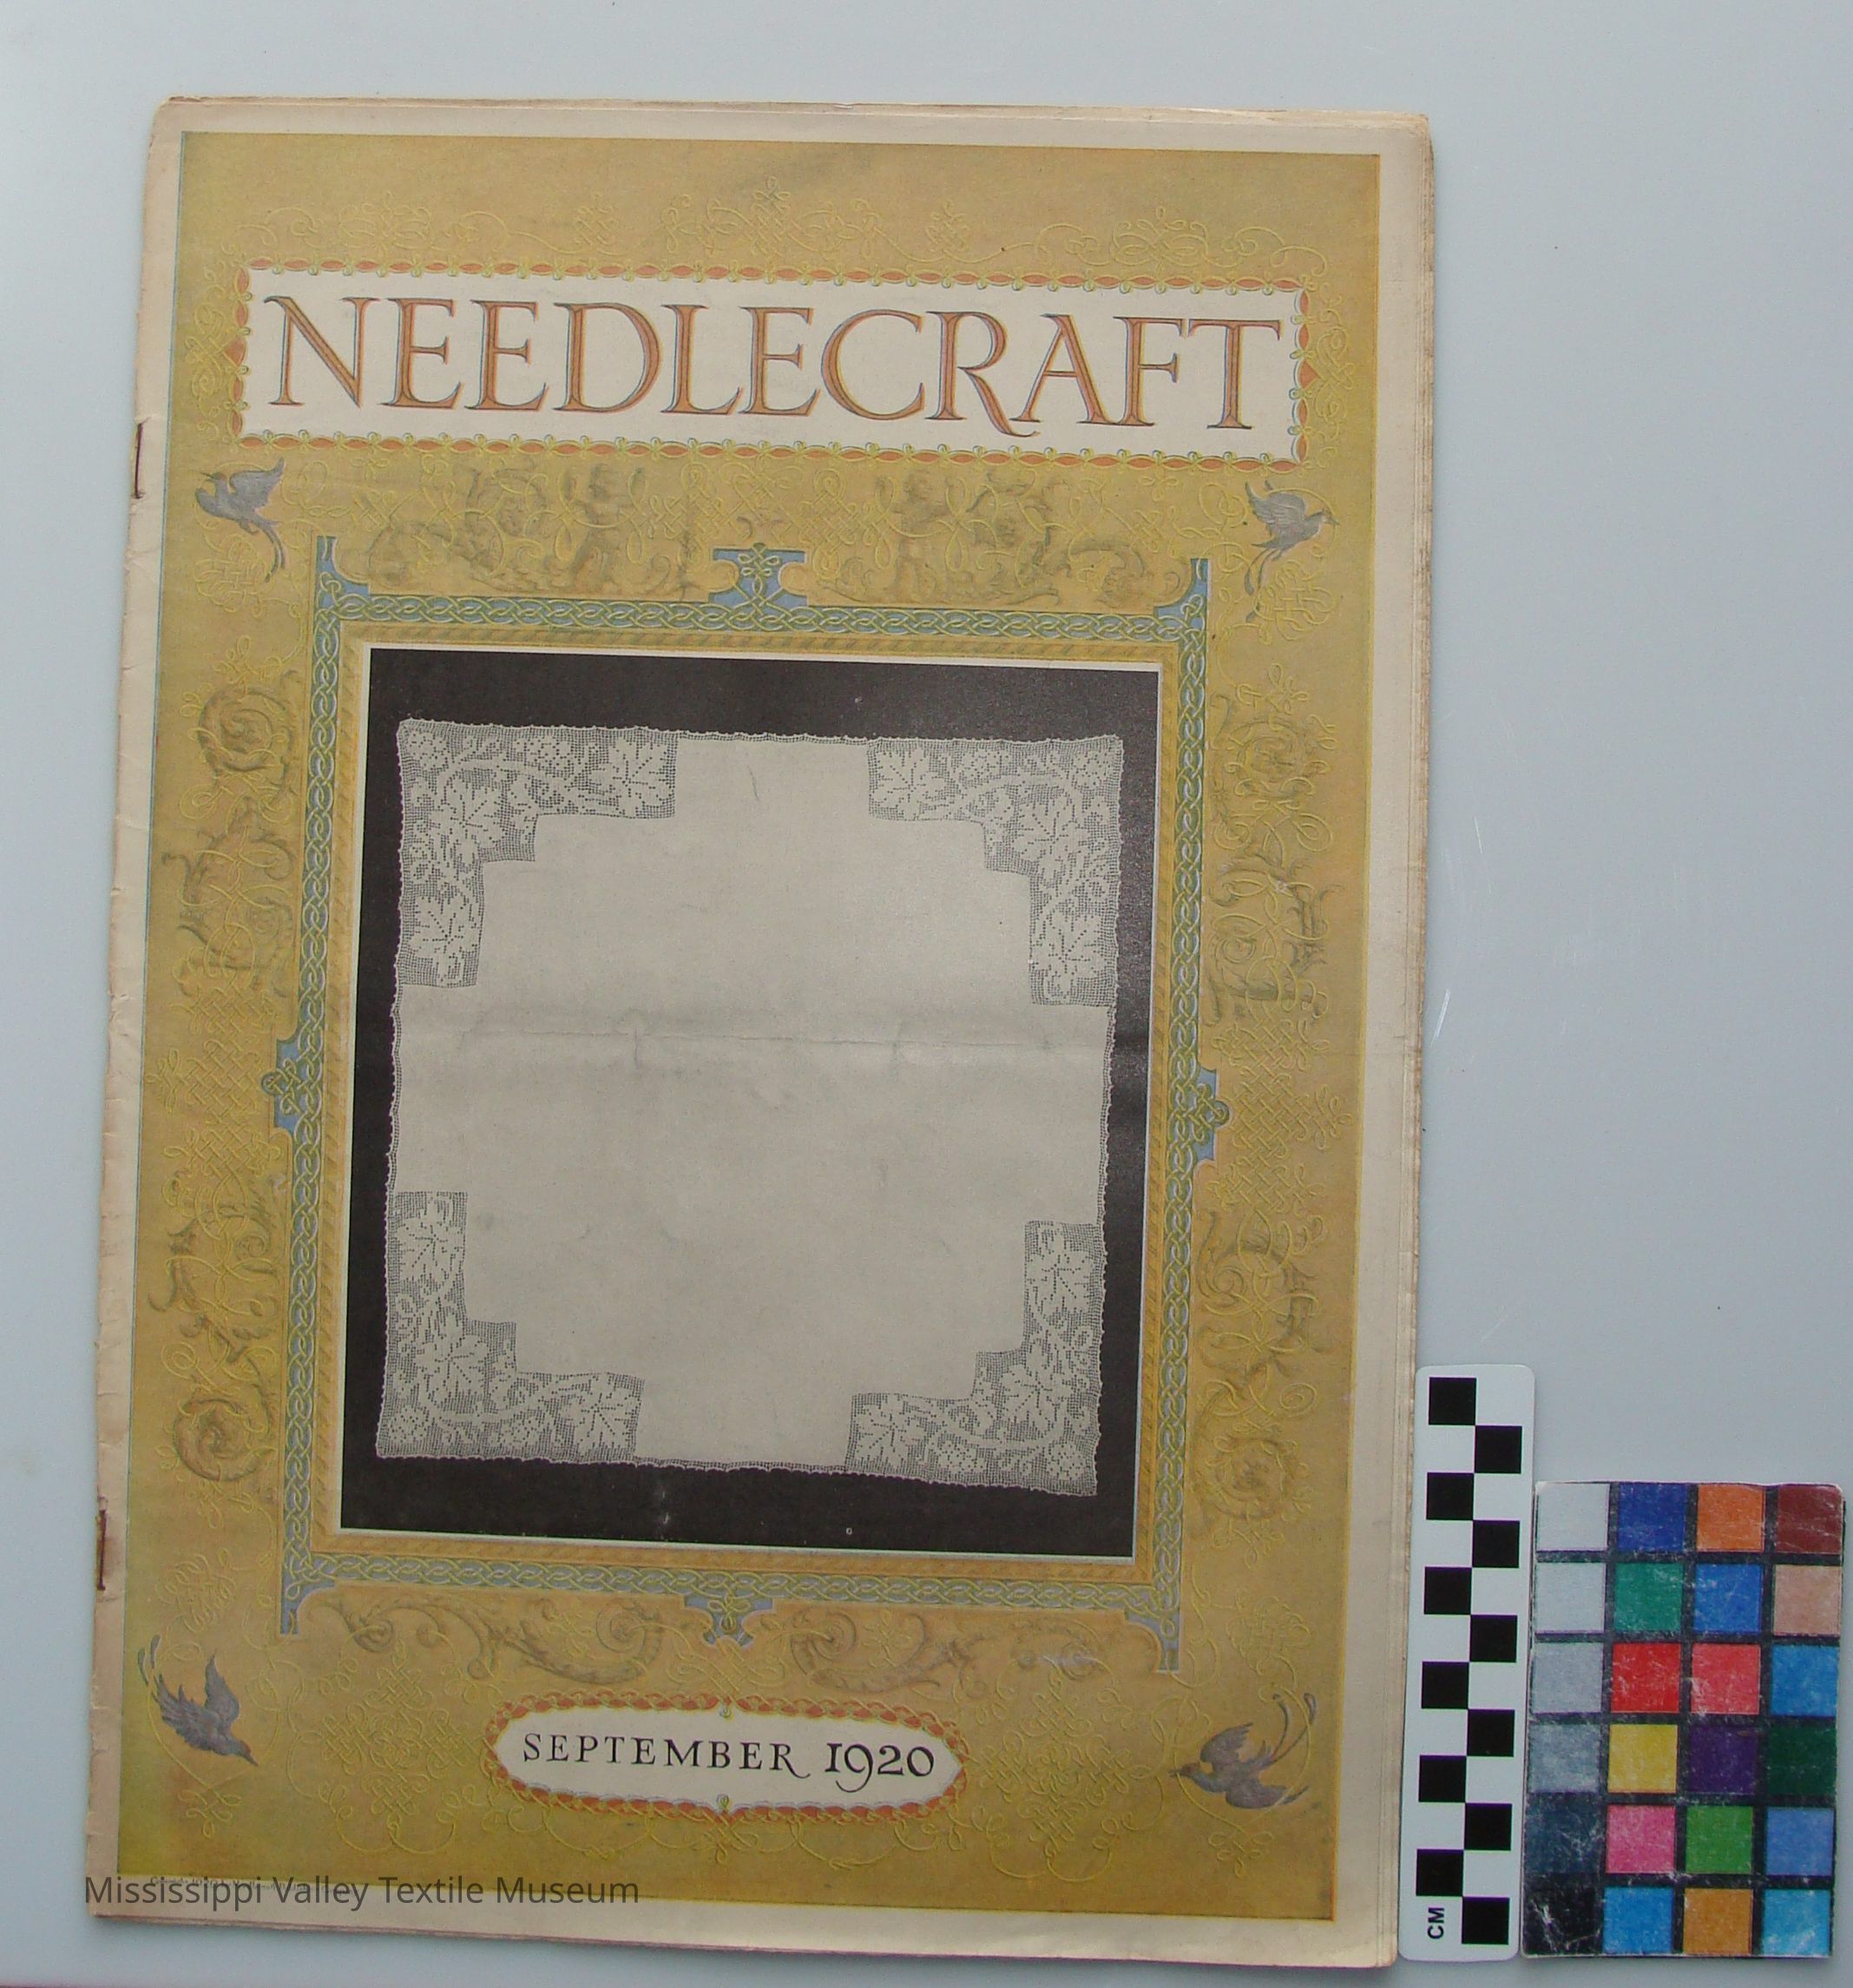 NEEDLECRAFT
SEPTEMBER 1920
Mississippi Valley Textile Museum
CM